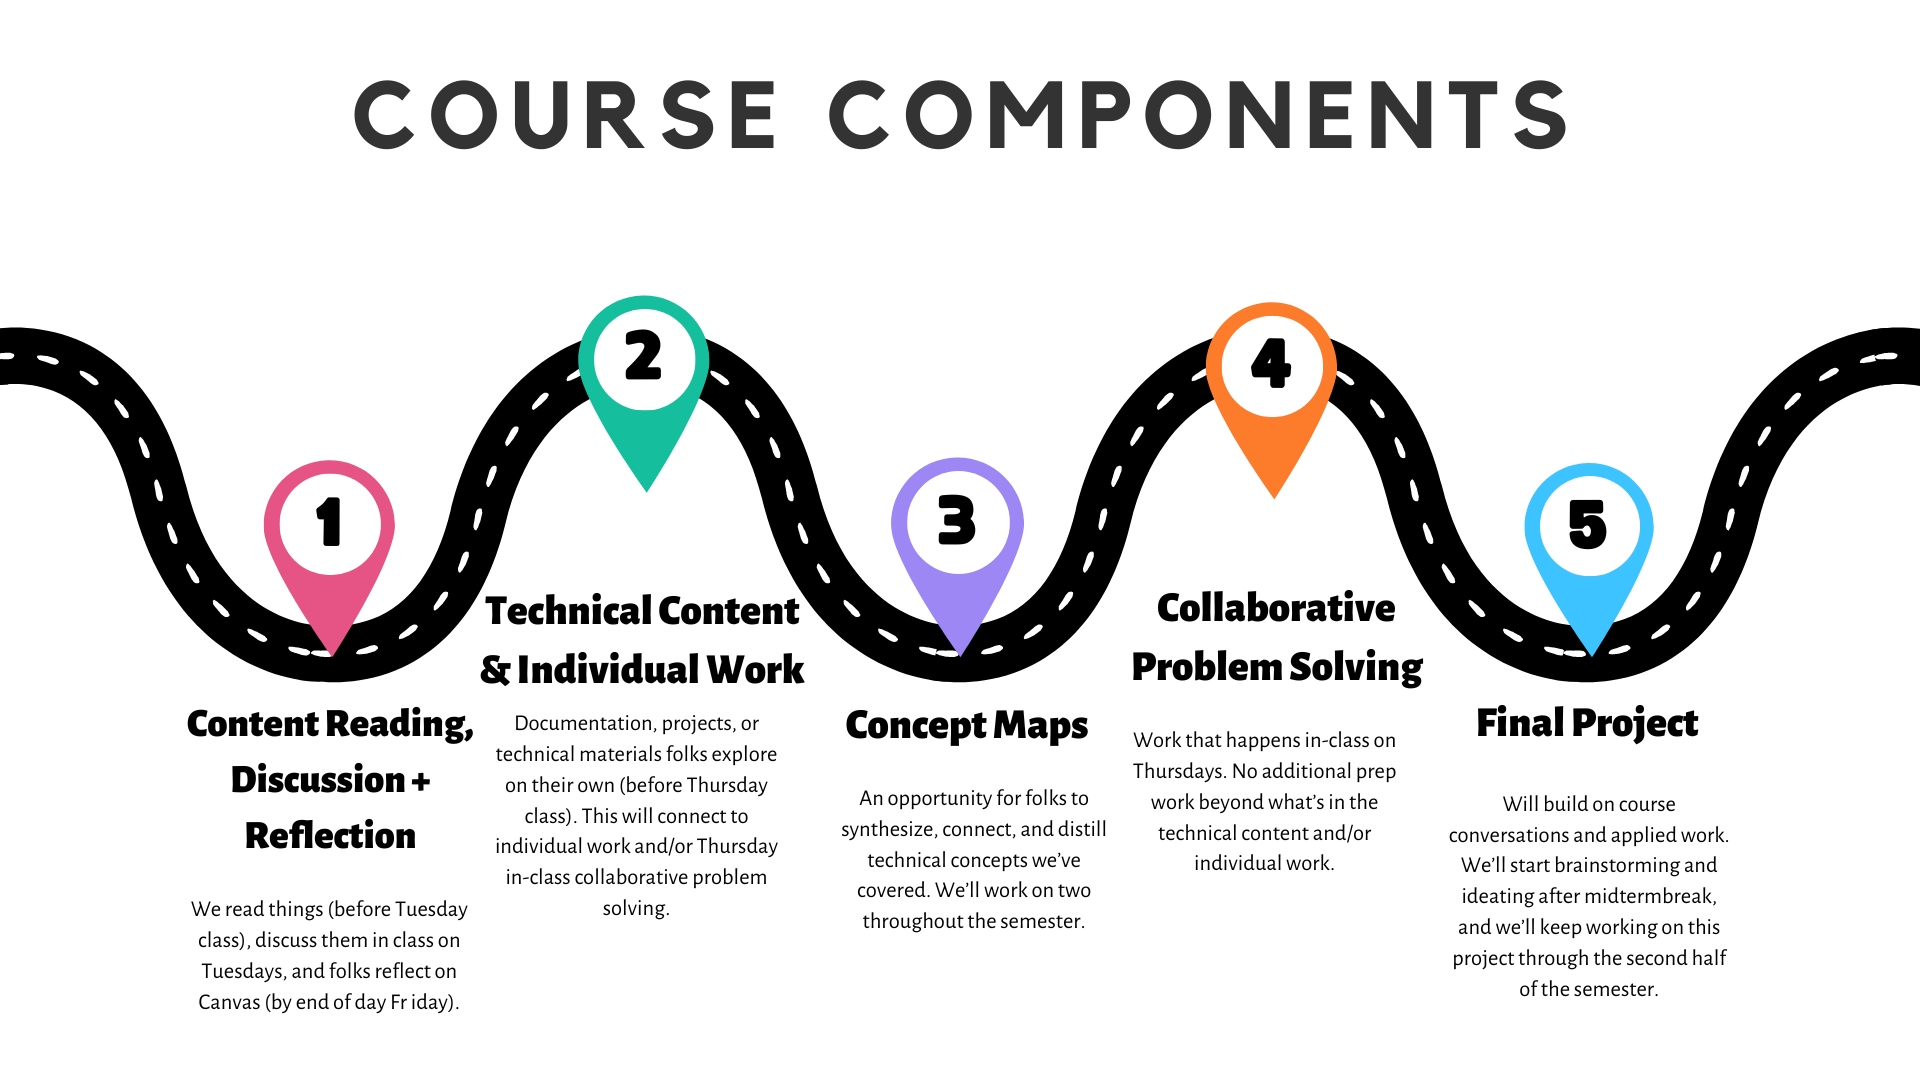 COURSE COMPONENTS
1
Content Reading,
Discussion +
Reflection
We read things (before Tuesday
class), discuss them in class on
Tuesdays, and folks reflect on
Canvas (by end of day Fr iday).
2
Technical Content
& Individual Work
Documentation, projects, or
technical materials folks explore
on their own (before Thursday
class). This will connect to
individual work and/or Thursday
in-class collaborative problem
solving.
3
Concept Maps
An opportunity for folks to
synthesize, connect, and distill
technical concepts we’ve
covered. We’ll work on two
throughout the semester.
4
Collaborative
Problem Solving
Work that happens in-class on
Thursdays. No additional prep
work beyond what’s in the
technical content and/or
individual work.
5
Final Project
Will build on course
conversations and applied work.
We’ll start brainstorming and
ideating after midtermbreak,
and we’ll keep working on this
project through the second half
of the semester.